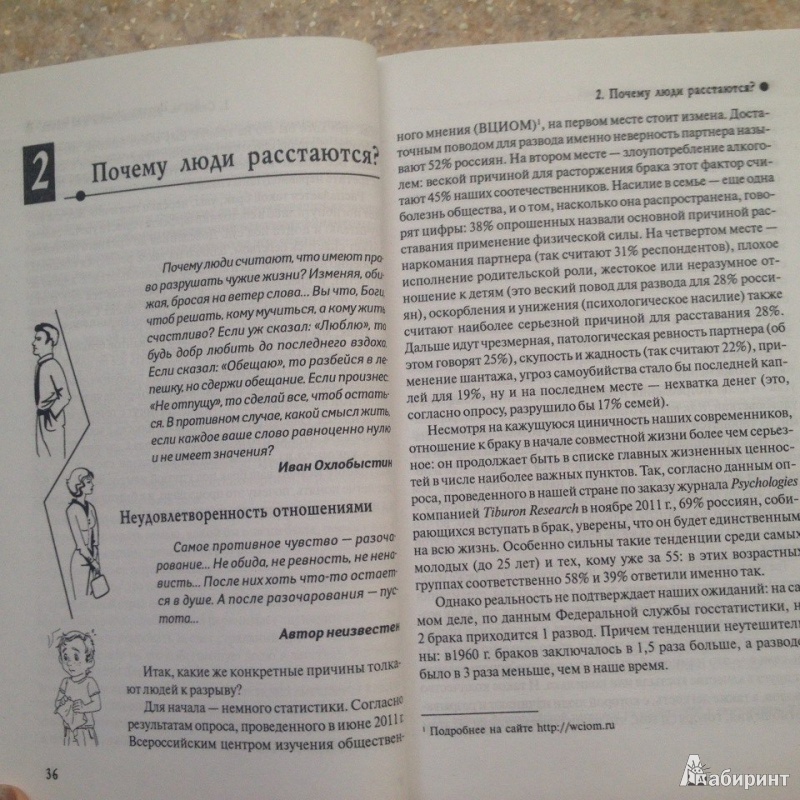 2
Почему люди расстаются?
Почему люди считают, что имеют пра-
во разрушать чужие жизни? Изменяя, оби-
жая, бросая на ветер слова... Вы что, Боги,
чтоб решать, кому мучиться, а кому жить
счастливо? Если уж сказал: «Люблю», то
будь добр любить до последнего вздоха.
Если сказал: «Обещаю», то разбейся в ле-
пешку, но сдержи обещание. Если произнес:
«Не отпущу», то сделай все, чтоб остать-
ся. В противном случае, какой смысл жить,
если каждое ваше слово равноценно нулю
и не имеет значения?
Иван Охлобыстин
Неудовлетворенность отношениями
Самое противное чувство — разоча-
рование... Не обида, не ревность, не нена-
висть... После них хоть что-то остает-
ся в душе. А после разочарования — пус-
тота...
Автор неизвестен
Итак, какие же конкретные причины толка-
ют людей к разрыву?
Для начала — немного статистики. Согласно
результатам опроса, проведенного в июне 2011 г.
Всероссийским центром изучения обществен-
36
2. Почему люди расстаются?
ного мнения (ВЦИОМ)¹, на первом месте стоит измена. Доста-
точным поводом для развода именно неверность партнера назы-
вают 52% россиян. На втором месте — злоупотребление алкого-
лем: веской причиной для расторжения брака этот фактор счи-
тают 45% наших соотечественников. Насилие в семье — еще одна
болезнь общества, и о том, насколько она распространена, гово-
рят цифры: 38% опрошенных назвали основной причиной рас-
ставания применение физической силы. На четвертом месте —
наркомания партнера (так считают 31% респондентов), плохое
исполнение родительской роли, жестокое или неразумное от-
ношение к детям (это веский повод для развода для 28% росси-
ян), оскорбления и унижения (психологическое насилие) также
считают наиболее серьезной причиной для расставания 28%.
Дальше идут чрезмерная, патологическая ревность партнера (об
этом говорят 25%), скупость и жадность (так считают 22%), при-
менение шантажа, угроз самоубийства стало бы последней кап-
лей для 19%, ну и на последнем месте — нехватка денег (это,
согласно опросу, разрушило бы 17% семей).
Несмотря на кажущуюся циничность наших современников,
отношение к браку в начале совместной жизни более чем серьез-
ное: он продолжает быть в списке главных жизненных ценнос-
тей в числе наиболее важных пунктов. Так, согласно данным оп-
роса, проведенного в нашей стране по заказу журнала Psychologies
компанией Tiburon Research в ноябре 2011 г., 69% россиян, соби-
рающихся вступать в брак, уверены, что он будет единственным
на всю жизнь. Особенно сильны такие тенденции среди самых
молодых (до 25 лет) и тех, кому уже за 55: в этих возрастных
группах соответственно 58% и 39% ответили именно так.
Однако реальность не подтверждает наших ожиданий: на са-
мом деле, по данным Федеральной службы госстатистики, н
2 брака приходится 1 развод. Причем тенденции неутешитель-
ны: в1960 г. браков заключалось в 1,5 раза больше, а разводо
было в 3 раза меньше, чем в наше время.
¹ Подробнее на сайте http://wciom.ru
Лабиринт